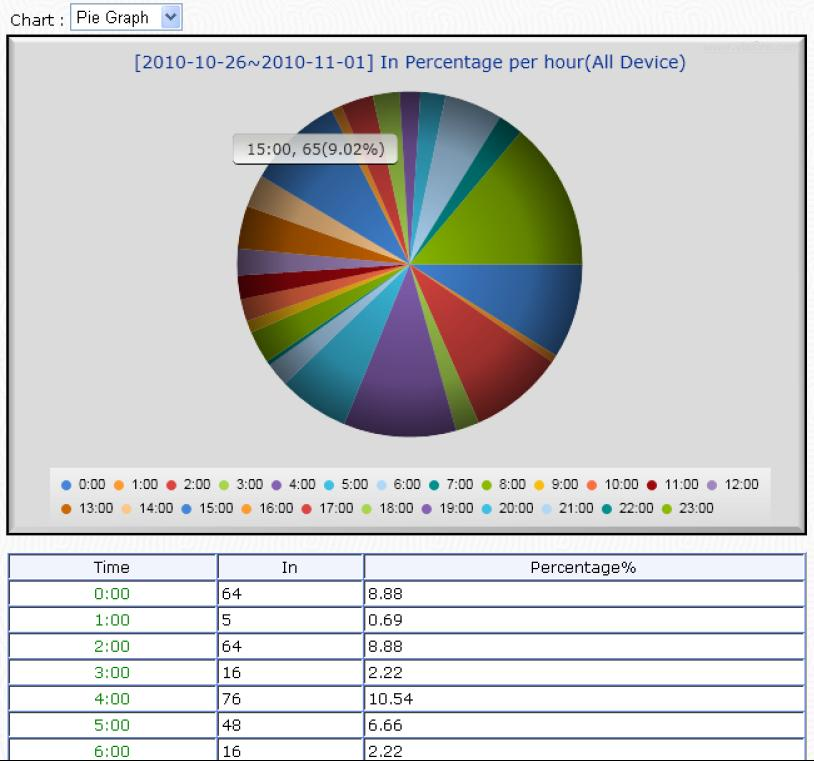 Chart : Pie Graph
[2010-10-26~2010-11-01] In Percentage per hour(All Device)
15:00, 65(9.02%)
0:00 1:00 2:00 3:00 4:00 5:00 6:00 7:00 8:00 9:00 10:00 11:00 12:00
13:00 14:00 15:00 16:00 17:00 18:00 19:00 20:00 21:00 22:00 23:00
Time In Percentage%
0:00 64 8.88
1:00 5 0.69
2:00 64 8.88
3:00 16 2.22
4:00 76 10.54
5:00 48 6.66
6:00 16 2.22